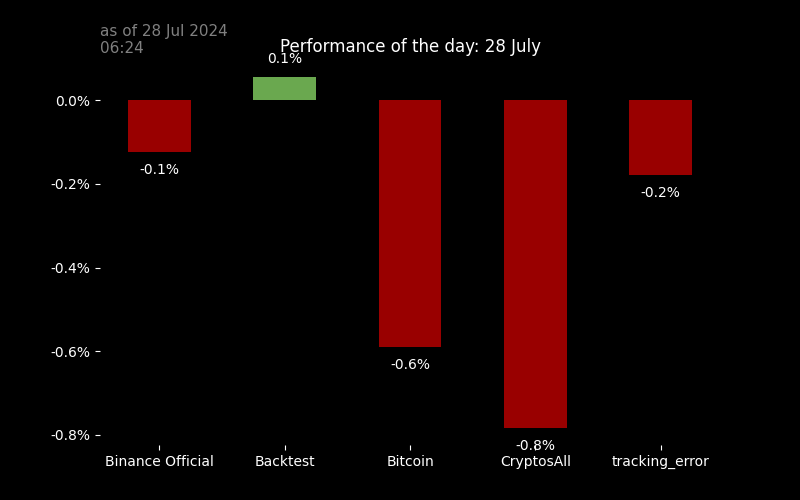 as of 28 Jul 2024
06:24
Performance of the day: 28 July
0.1%
0.0%
-0.1%
-0.2%
-0.2%
-0.4%
-0.6%
-0.6%
-0.8%
-0.8%
Binance Official
Backtest
Bitcoin
CryptosAll
tracking_error